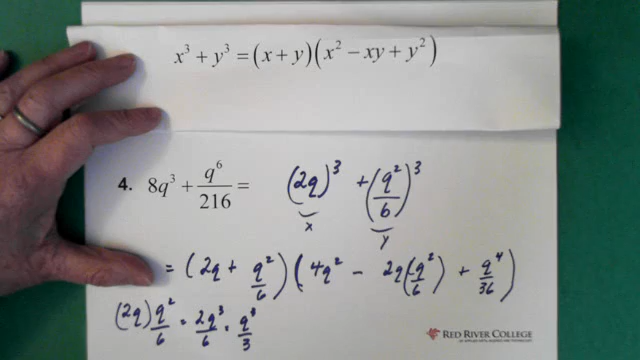 x³ + y³ = (x + y)(x² − xy + y²)
4. 8q³ + q⁶/216 = (2q)³ + (q²/6)³
x y
= (2q + q²/6)(4q² − 2q(q²/6) + q⁴/36)
(2q) q²/6 = 2q³/6 = q³/3
RED RIVER COLLEGE